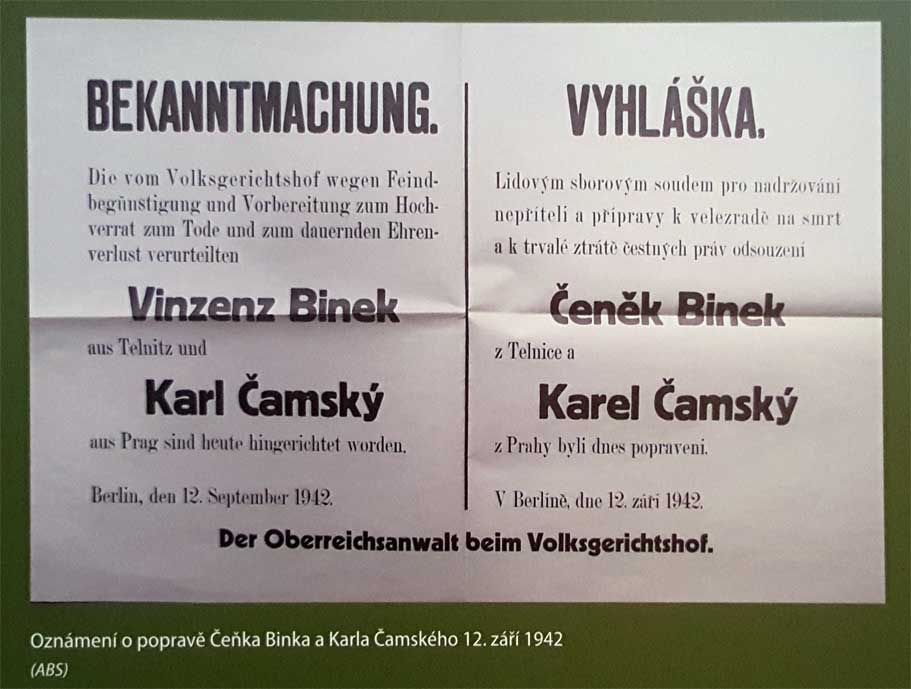 BEKANNTMACHUNG.
Die vom Volksgerichtshof wegen Feind-
begünstigung und Vorbereitung zum Hoch-
verrat zum Tode und zum dauernden Ehren-
verlust verurteilten
Vinzenz Binek
aus Telnitz und
Karl Čamský
aus Prag sind heute hingerichtet worden.
Berlin, den 12. September 1942.
VYHLÁŠKA.
Lidovým sborovým soudem pro nadržování
nepříteli a přípravy k velezradě na smrt
a k trvalé ztrátě čestných práv odsouzení
Čeněk Binek
z Telnice a
Karel Čamský
z Prahy byli dnes popraveni.
V Berlíně, dne 12. září 1942.
Der Oberreichsanwalt beim Volksgerichtshof.
Oznámení o popravě Čeňka Binka a Karla Čamského 12. září 1942
(ABS)